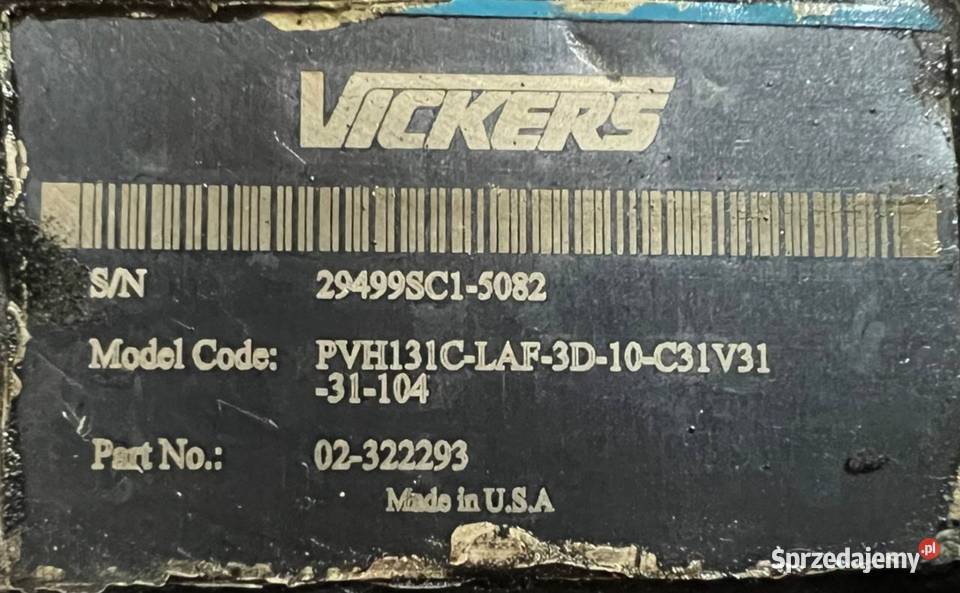 VICKERS
S/N 29499SC1-5082
Model Code: PVH131C-LAF-3D-10-C31V31
-31-104
Part No.: 02-322293
Made in U.S.A
Sprzedajemy.pl